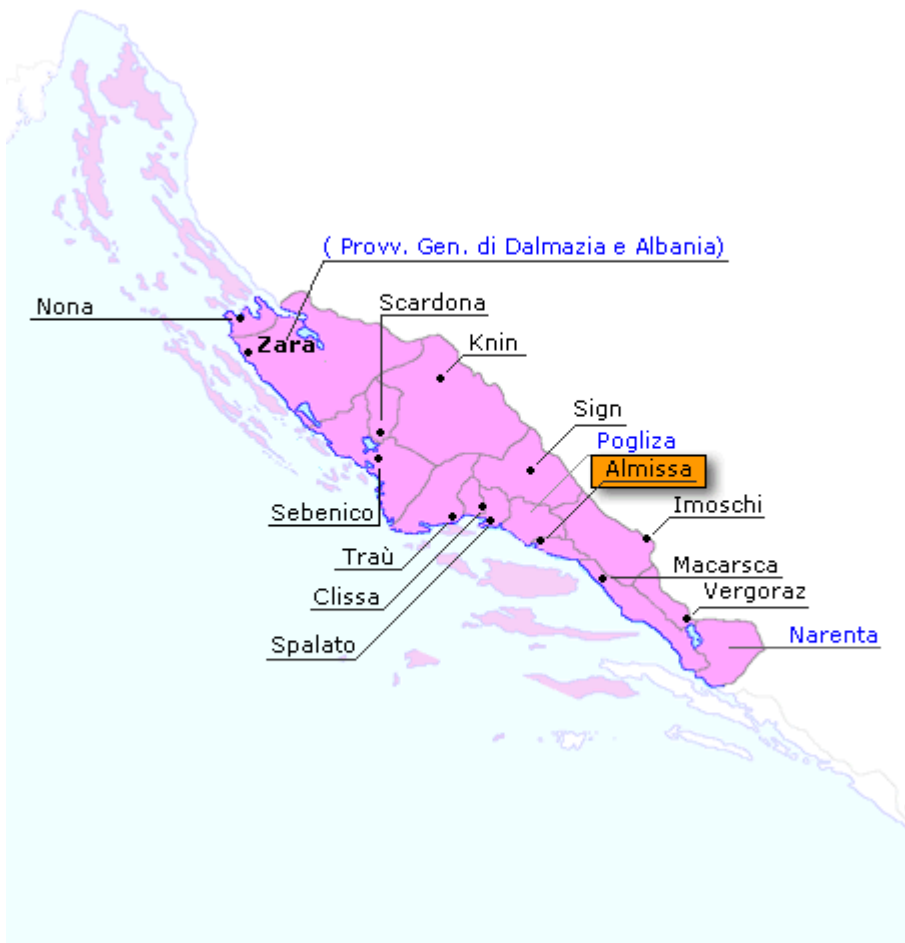 ( Provv. Gen. di Dalmazia e Albania)
Nona
Scardona
Zara
Knin
Sign
Pogliza
Almissa
Imoschi
Sebenico
Traù
Macarsca
Clissa
Vergoraz
Spalato
Narenta